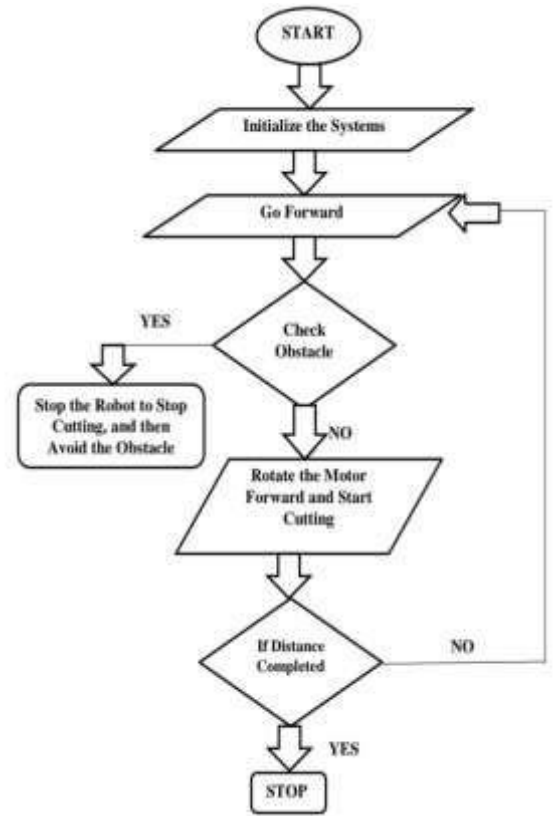 START
Initialize the Systems
Go Forward
YES
Check
Obstacle
Stop the Robot to Stop
Cutting, and then
Avoid the Obstacle
NO
Rotate the Motor
Forward and Start
Cutting
If Distance
Completed
NO
YES
STOP